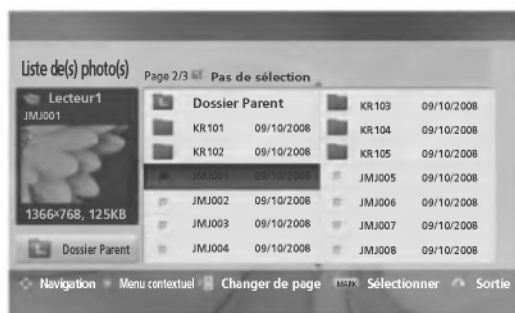 Liste de(s) photo(s)
Page 2/3 Pas de sélection
Lecteur1
JMJ001
1366x768, 125KB
Dossier Parent
Dossier Parent
KR101 09/10/2008
KR102 09/10/2008
JMJ001 09/10/2008
JMJ002 09/10/2008
JMJ003 09/10/2008
JMJ004 09/10/2008
KR103 09/10/2008
KR104 09/10/2008
KR105 09/10/2008
JMJ005 09/10/2008
JMJ006 09/10/2008
JMJ007 09/10/2008
JMJ008 09/10/2008
Navigation Menu contextuel Changer de page MARK Sélectionner Sortie